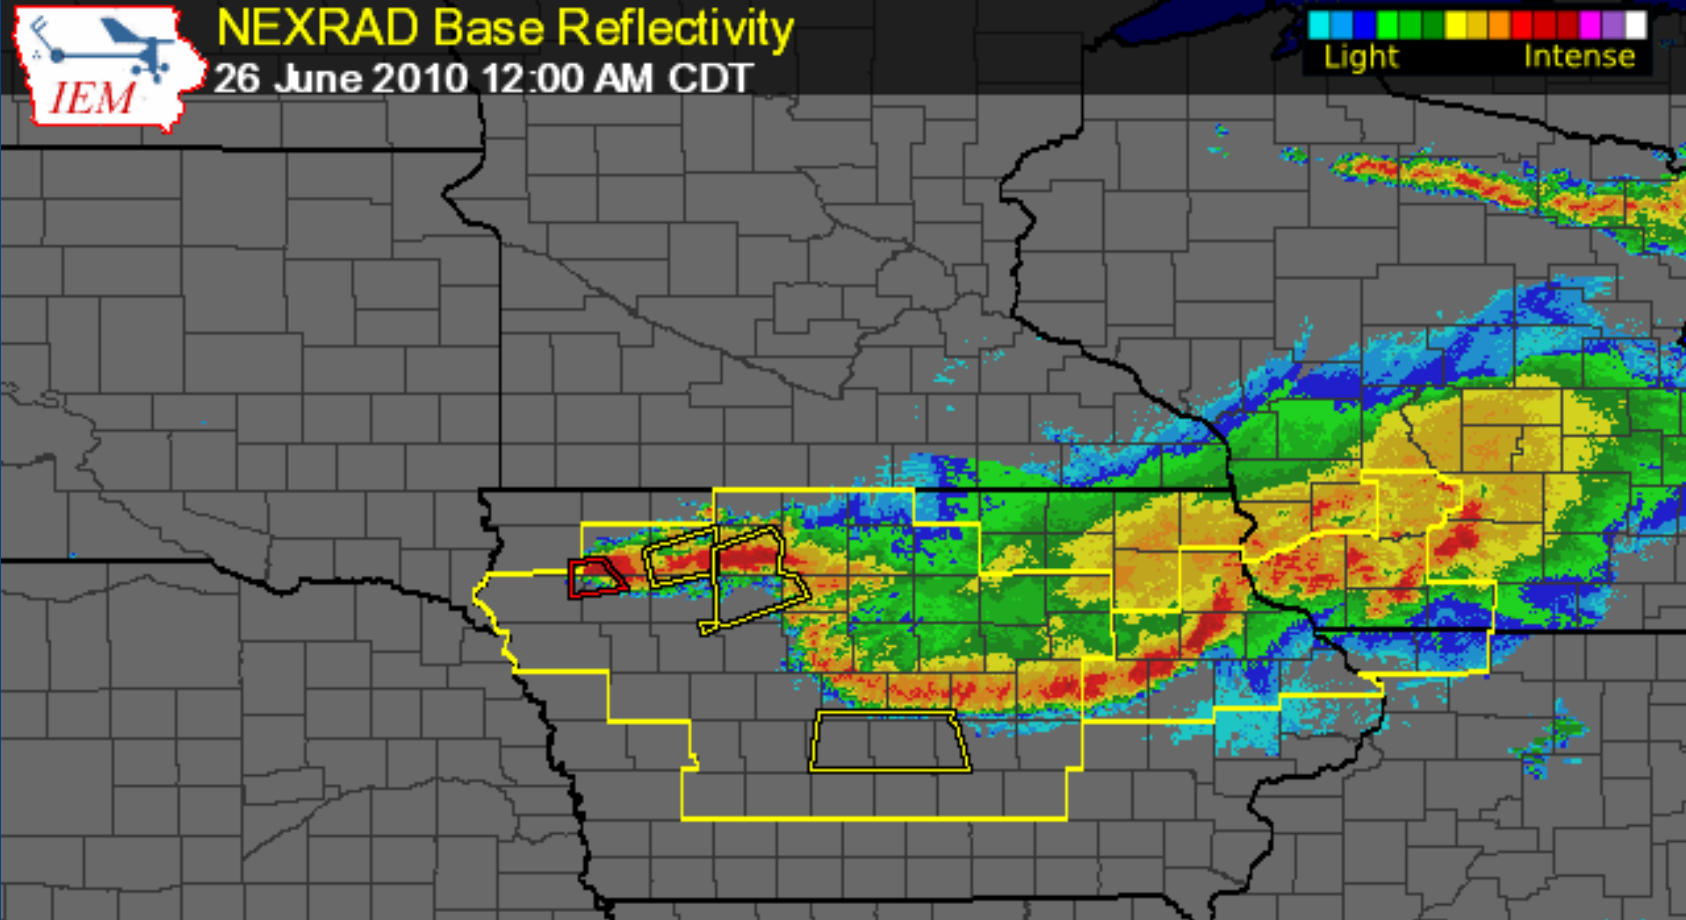 NEXRAD Base Reflectivity
26 June 2010 12:00 AM CDT
IEM
Light Intense